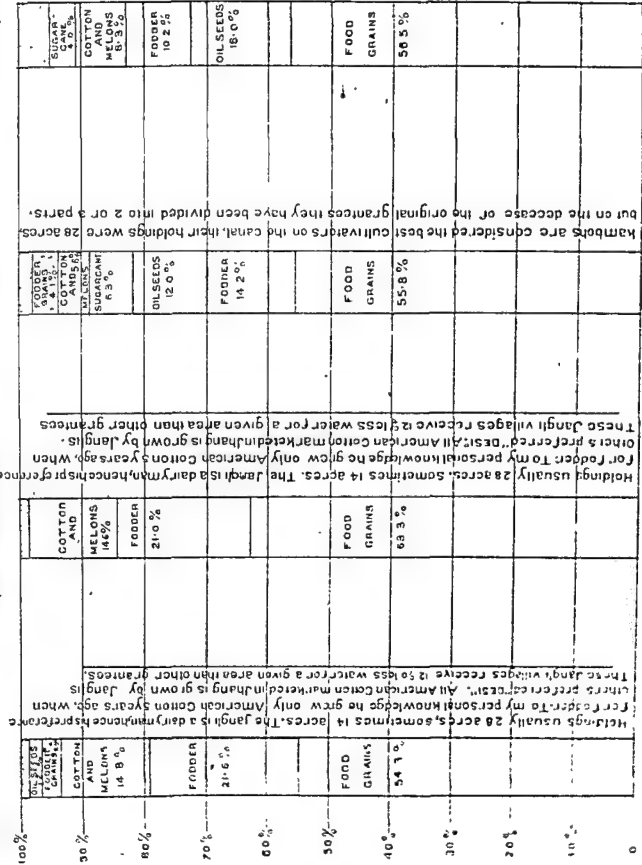 100%
90%
80%
70%
60%
50%
40%
30%
20%
10%
0
OIL SEEDS
FODDER
GRAINS
COTTON
AND
MELONS
14 8 %
FODDER
21·6 %
FOOD
GRAINS
54 7 %
Holdings usually 28 acres, sometimes 14 acres. The Jangli is a dairyman, hence his preference
for Fodder. To my personal knowledge he grew only American Cotton 5 years ago, when
others preferred "DESI". All American Cotton marketed in Jhang is grown by Janglis
These Jangli villages receive 12% less water for a given area than other grantees.
COTTON
AND
MELONS
14 6%
FODDER
21·0 %
FOOD
GRAINS
63 3 %
Holdings usually 28 acres, sometimes 14 acres. The Jangli is a dairyman, hence his preference
for Fodder. To my personal knowledge he grew only American Cotton 5 years ago, when
others preferred "DESI". All American Cotton marketed in Jhang is grown by Janglis.
These Jangli villages receive 12% less water for a given area than other grantees
FODDER
GRAINS
4·1 %
COTTON
AND
MELONS
SUGARCANE
6 3 %
OILSEEDS
12 0 %
FODDER
14 2 %
FOOD
GRAINS
55·8 %
Kambohs are considered the best cultivators on the canal, their holdings were 28 acres,
but on the decease of the original grantees they have been divided into 2 or 3 parts.
SUGAR-
CANE
4·0 %
COTTON
AND
MELONS
8·3 %
FODDER
10 2 %
OIL SEEDS
18·0 %
FOOD
GRAINS
58 5 %